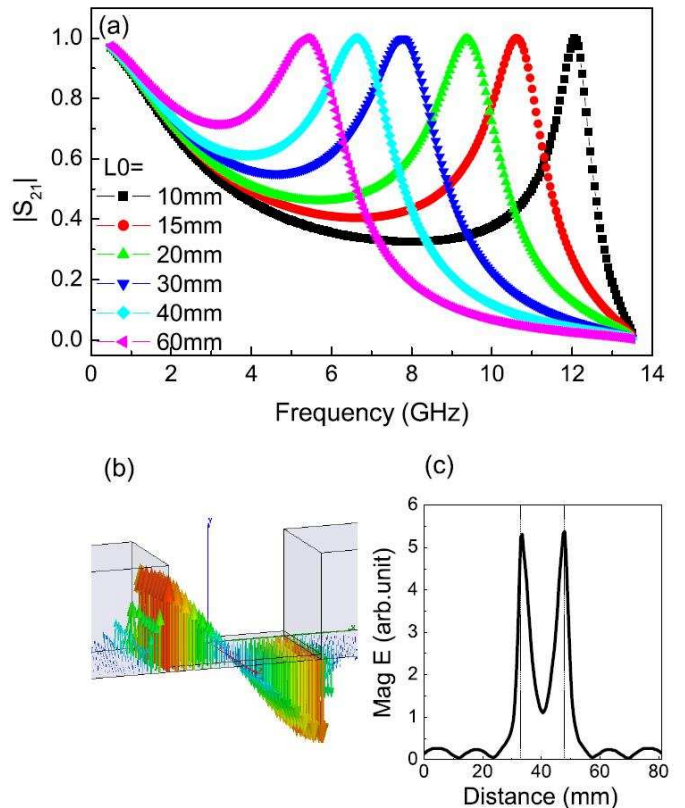 (a)
1.0
0.8
0.6
0.4
0.2
0.0
|S21|
L0=
10mm
15mm
20mm
30mm
40mm
60mm
0 2 4 6 8 10 12 14
Frequency (GHz)
(b)
y
(c)
6
5
4
3
2
1
0
Mag E (arb.unit)
0 20 40 60 80
Distance (mm)